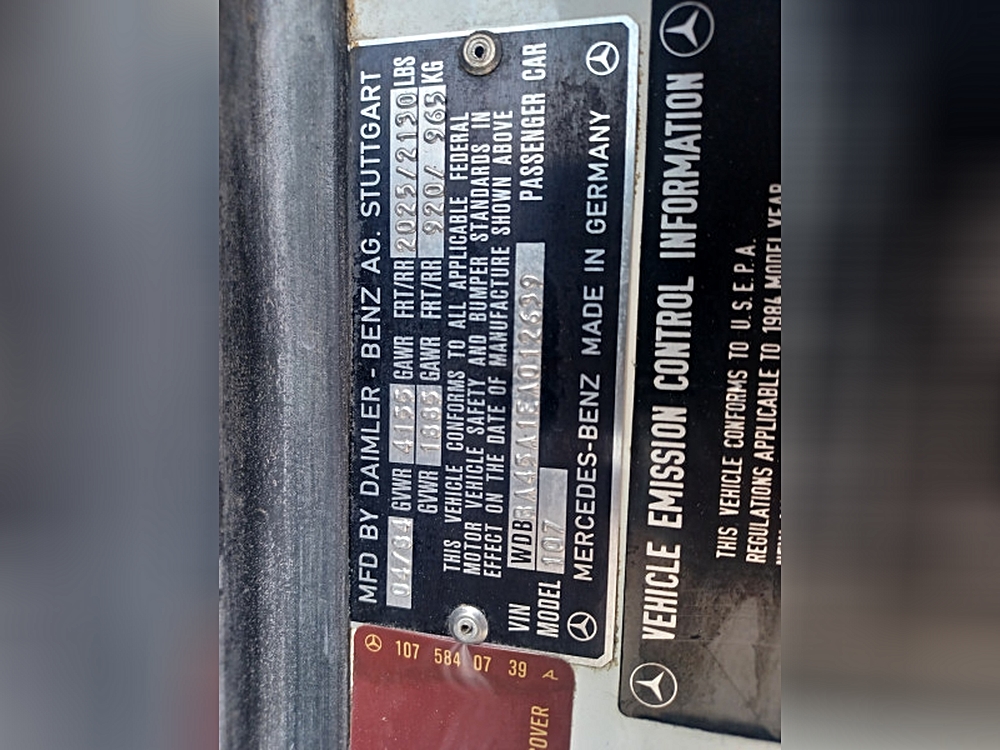 MFD BY DAIMLER-BENZ AG. STUTTGART
04/84 GVWR 4155 GAWR FRT/RR 2025/2130 LBS
GVWR 1885 GAWR FRT/RR 920/ 965 KG
THIS VEHICLE CONFORMS TO ALL APPLICABLE FEDERAL
MOTOR VEHICLE SAFETY AND BUMPER STANDARDS IN
EFFECT ON THE DATE OF MANUFACTURE SHOWN ABOVE
VIN WDBBA45A1EA012639 PASSENGER CAR
MODEL 107
MERCEDES-BENZ MADE IN GERMANY
VEHICLE EMISSION CONTROL INFORMATION
THIS VEHICLE CONFORMS TO U.S.E.P.A.
REGULATIONS APPLICABLE TO 1984 MODEL YEAR
107 584 07 39 A